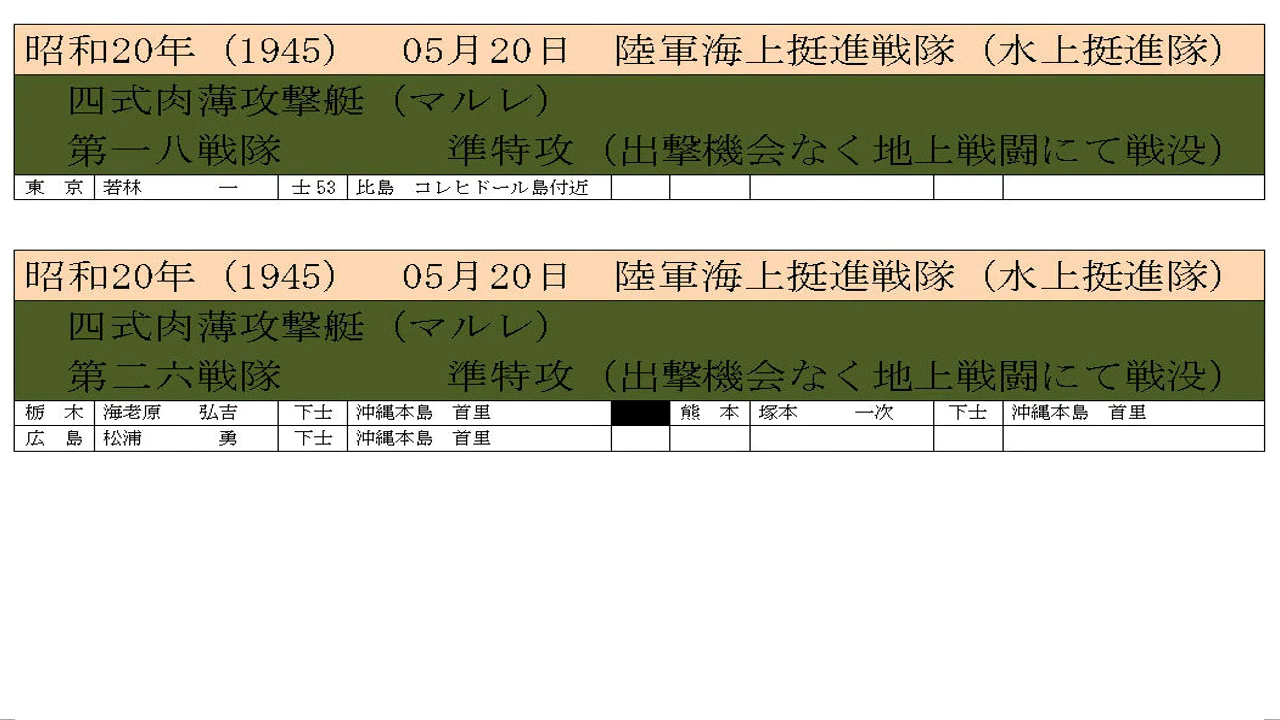 昭和20年（1945）　05月20日　陸軍海上挺進戦隊（水上挺進隊）
四式肉薄攻撃艇（マルレ）
第一八戦隊　準特攻（出撃機会なく地上戦闘にて戦没）
東　京　若林　一　士53　比島　コレヒドール島付近
昭和20年（1945）　05月20日　陸軍海上挺進戦隊（水上挺進隊）
四式肉薄攻撃艇（マルレ）
第二六戦隊　準特攻（出撃機会なく地上戦闘にて戦没）
栃　木　海老原　弘吉　下士　沖縄本島　首里　熊　本　塚本　一次　下士　沖縄本島　首里
広　島　松浦　勇　下士　沖縄本島　首里